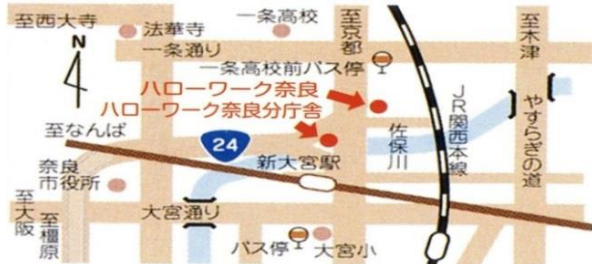 至西大寺
法華寺
一条高校
至京都
至木津
N
一条通り
一条高校前バス停
ハローワーク奈良
ハローワーク奈良分庁舎
至なんば
24
新大宮駅
佐保川
JR関西本線
やすらぎの道
奈良
市役所
至大阪
至橿原
大宮通り
バス停
大宮小